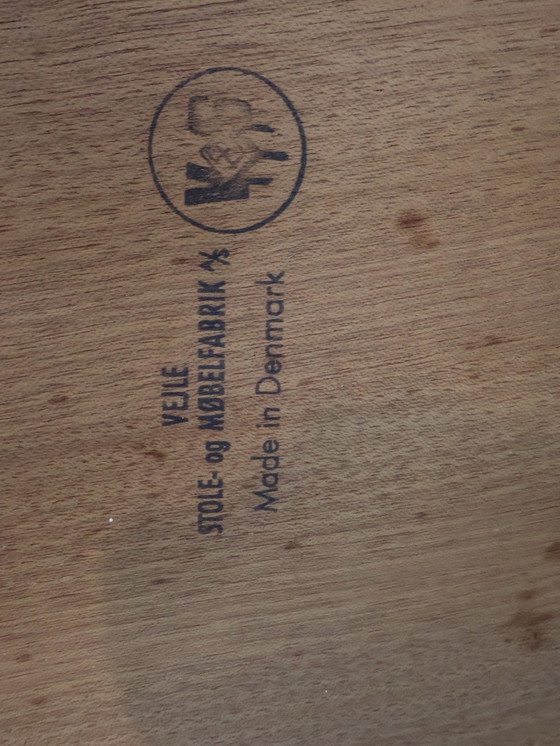 VEJLE
STOLE- og MØBELFABRIK A/S
Made in Denmark